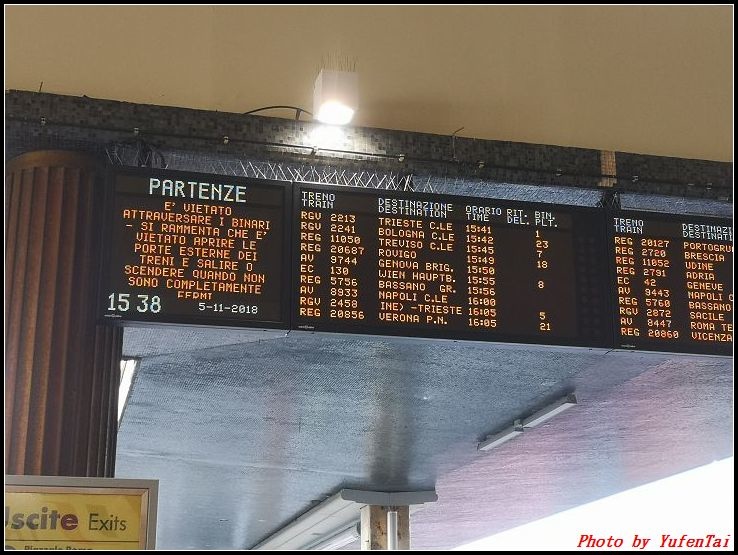 PARTENZE
E' VIETATO
ATTRAVERSARE I BINARI
- SI RAMMENTA CHE E'
VIETATO APRIRE LE
PORTE ESTERNE DEI
TRENI E SALIRE O
SCENDERE QUANDO NON
SONO COMPLETAMENTE
FERMI
15 38 5-11-2018
TRENO DESTINAZIONE ORARIO RIT. BIN.
TRAIN DESTINATION TIME DEL. PLT.
RGV 2213 TRIESTE C.LE 15:41 1
RGV 2241 BOLOGNA C.LE 15:42 23
REG 11050 TREVISO C.LE 15:45 7
REG 20687 ROVIGO 15:49 18
AV 9744 GENOVA BRIG. 15:50
EC 130 WIEN HAUPTB. 15:55 8
REG 5756 BASSANO GR. 15:56
AV 8933 NAPOLI C.LE 16:00
RGV 2458 INE) -TRIESTE 16:05 5
REG 20856 VERONA P.N. 16:05 21
TRENO DESTINAZI
TRAIN DESTINATI
REG 20127 PORTOGRU
REG 2720 BRESCIA
REG 11052 UDINE
REG 2791 ADRIA
EC 42 GENEVE
AV 9443 NAPOLI C
REG 5760 BASSANO
RGV 2872 SACILE
AV 8447 ROMA TE
REG 20860 VICENZA
Uscite Exits
Piazzale Roma
Photo by YufenTai